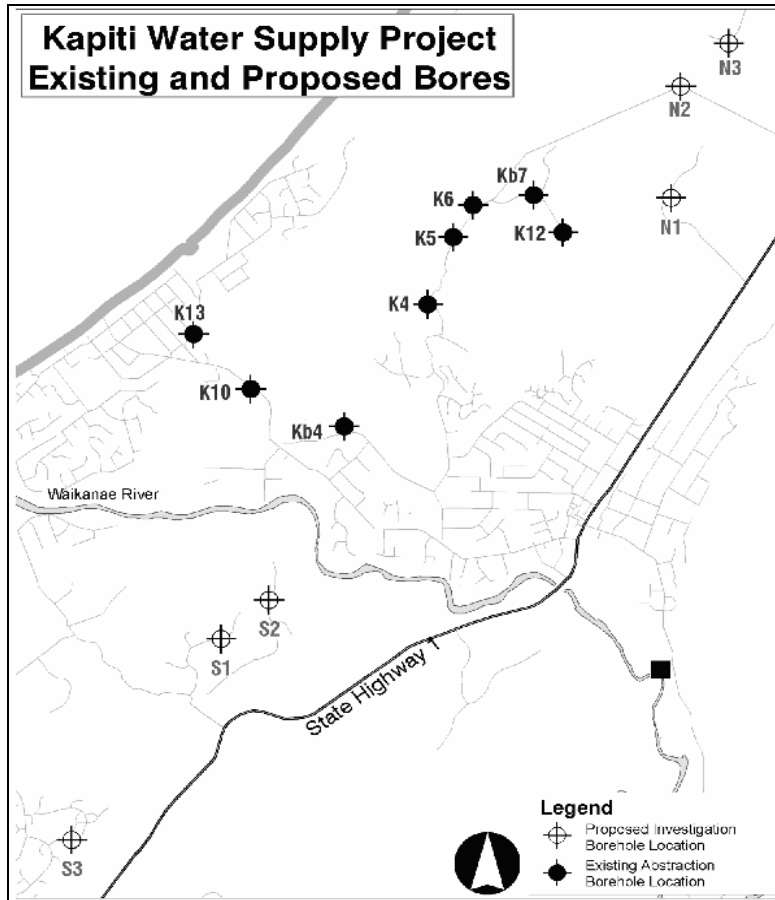 Kapiti Water Supply Project
Existing and Proposed Bores
N3
N2
Kb7
K6
N1
K5
K12
K4
K13
K10
Kb4
Waikanae River
S2
S1
State Highway 1
S3
Legend
Proposed Investigation
Borehole Location
Existing Abstraction
Borehole Location